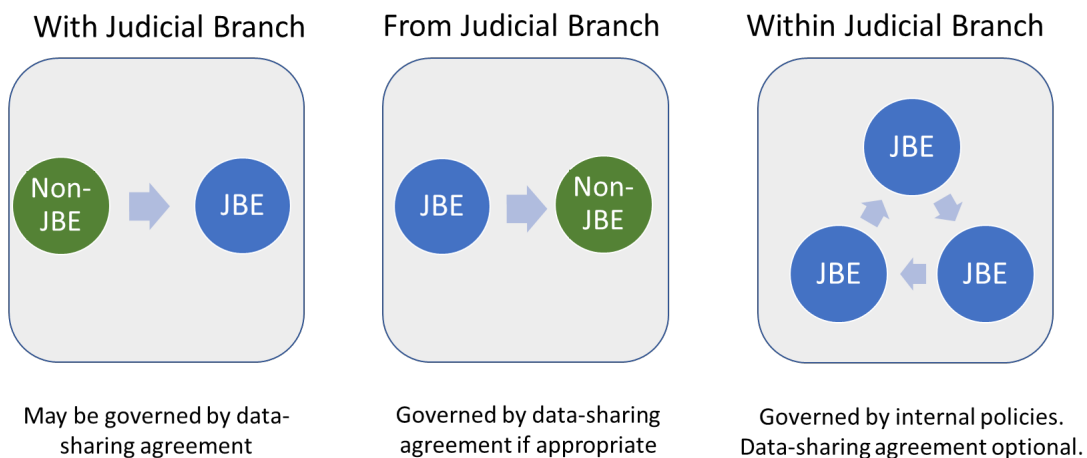 With Judicial Branch
Non-
JBE
JBE
May be governed by data-
sharing agreement
From Judicial Branch
JBE
Non-
JBE
Governed by data-sharing
agreement if appropriate
Within Judicial Branch
JBE
JBE
JBE
Governed by internal policies.
Data-sharing agreement optional.